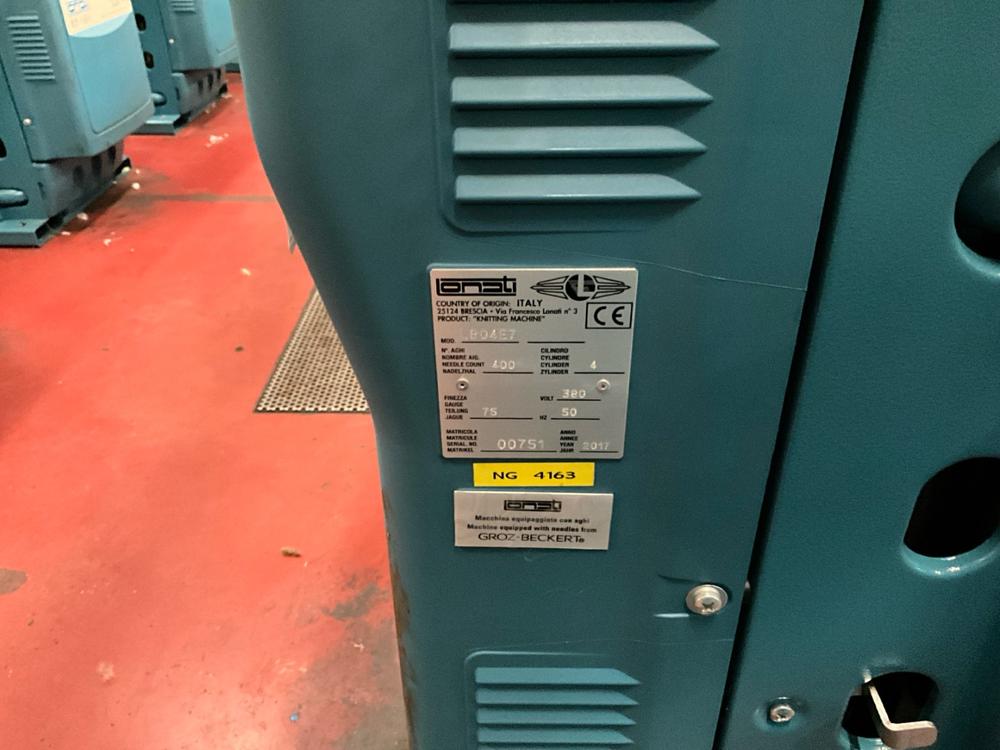 Lonati
COUNTRY OF ORIGIN: ITALY
25124 BRESCIA • Via Francesco Lonati n° 3
PRODUCT: "KNITTING MACHINE"
CE
MOD. LB04E7
N°. AGHI
NOMBRE AIG.
NEEDLE COUNT 400
NADELZHAL
CILINDRO
CYLINDRE
CYLINDER 4
ZYLINDER
FINEZZA
GAUGE
TEILUNG 75
JAGUE
VOLT 380
HZ 50
MATRICOLA
MATRICULE
SERIAL. NO. 00751
MATRIKEL
ANNO
ANNEE
YEAR 2017
JAHR
NG 4163
Lonati
Macchina equipaggiata con aghi
Machine equipped with needles from
GROZ-BECKERT®